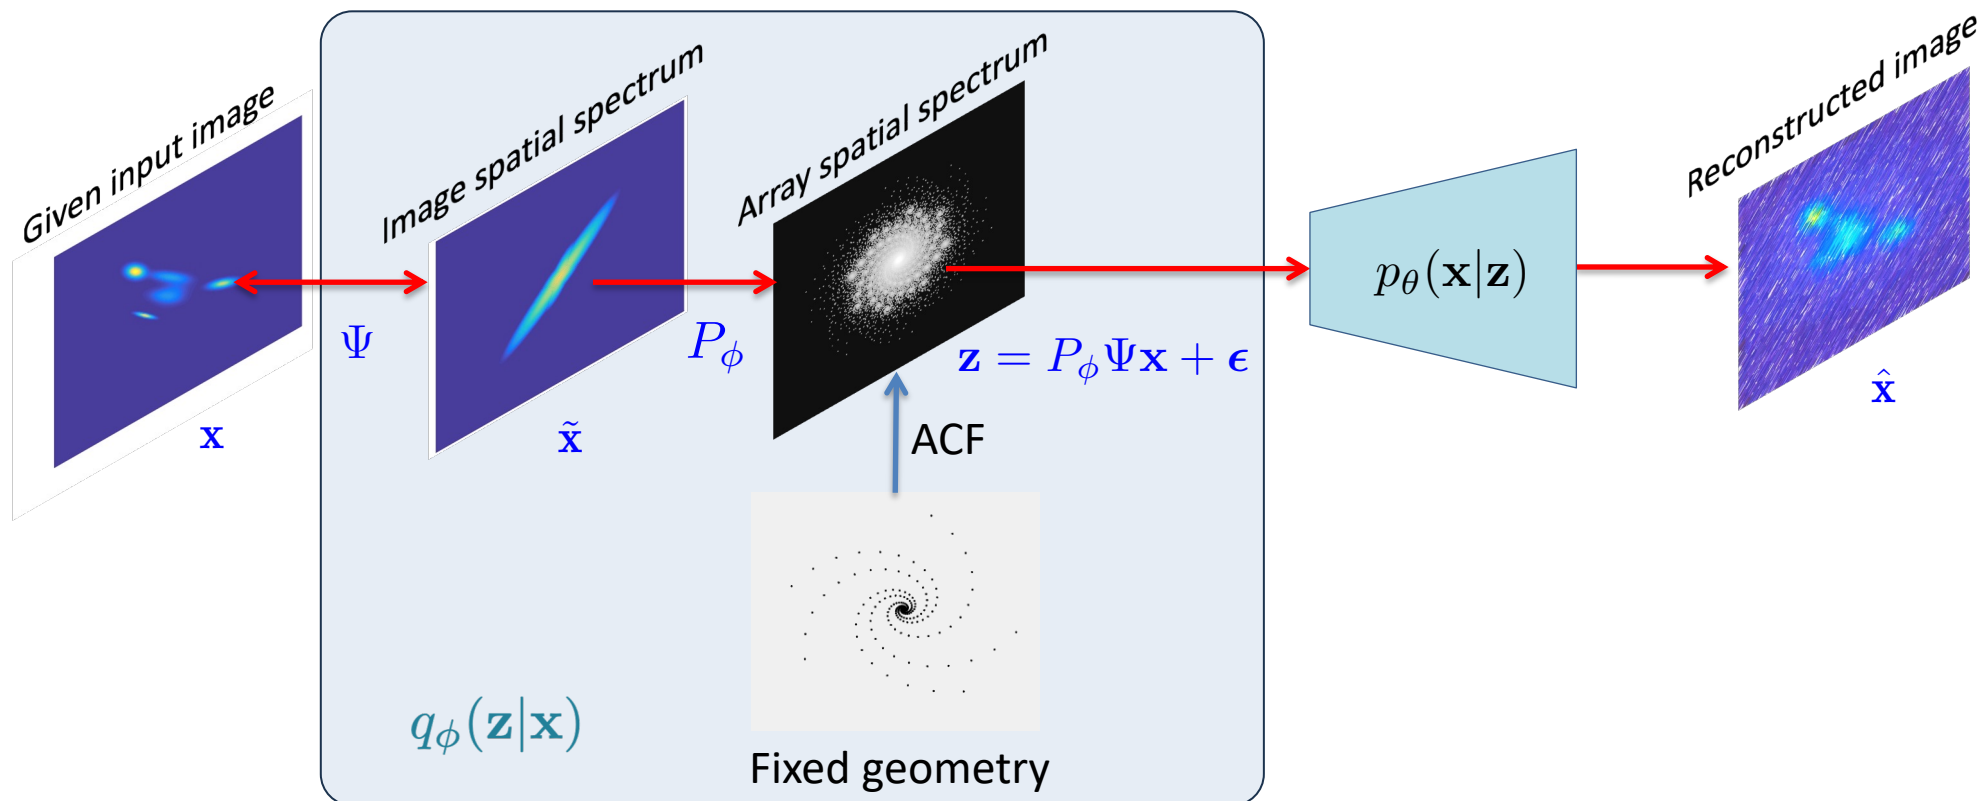 Given input image
Image spatial spectrum
Array spatial spectrum
Reconstructed image
Ψ
P_ϕ
z = P_ϕΨx + ϵ
p_θ(x|z)
x
x̃
x̂
ACF
q_ϕ(z|x)
Fixed geometry